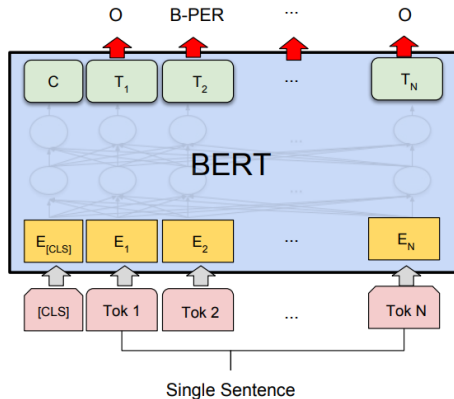 O B-PER ... O
C T1 T2 ... TN
...
BERT
...
E[CLS] E1 E2 ... EN
[CLS] Tok 1 Tok 2 ... Tok N
Single Sentence